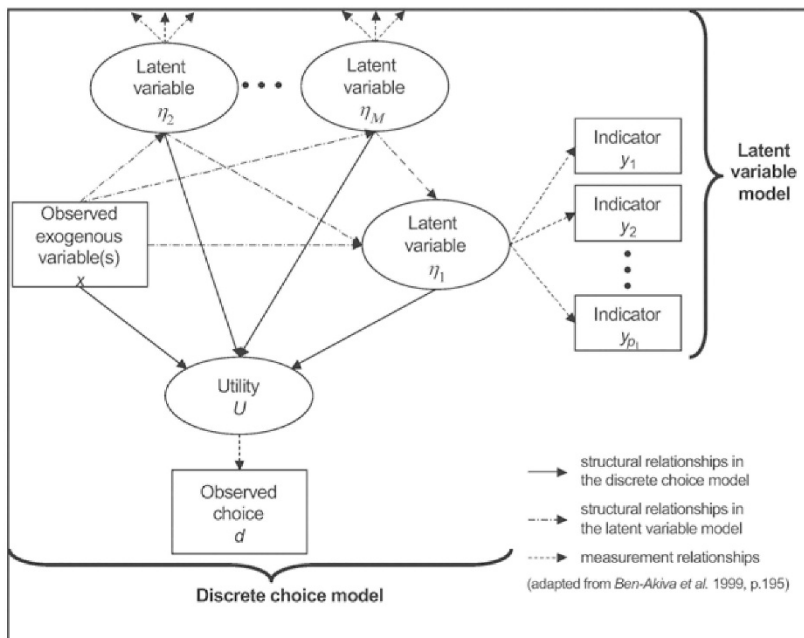 Latent
variable
η2
• • •
Latent
variable
ηM
Indicator
y1
Latent
variable
model
Observed
exogenous
variable(s)
x
Latent
variable
η1
Indicator
y2
Indicator
yp1
Utility
U
Observed
choice
d
structural relationships in
the discrete choice model
structural relationships in
the latent variable model
measurement relationships
(adapted from Ben-Akiva et al. 1999, p.195)
Discrete choice model